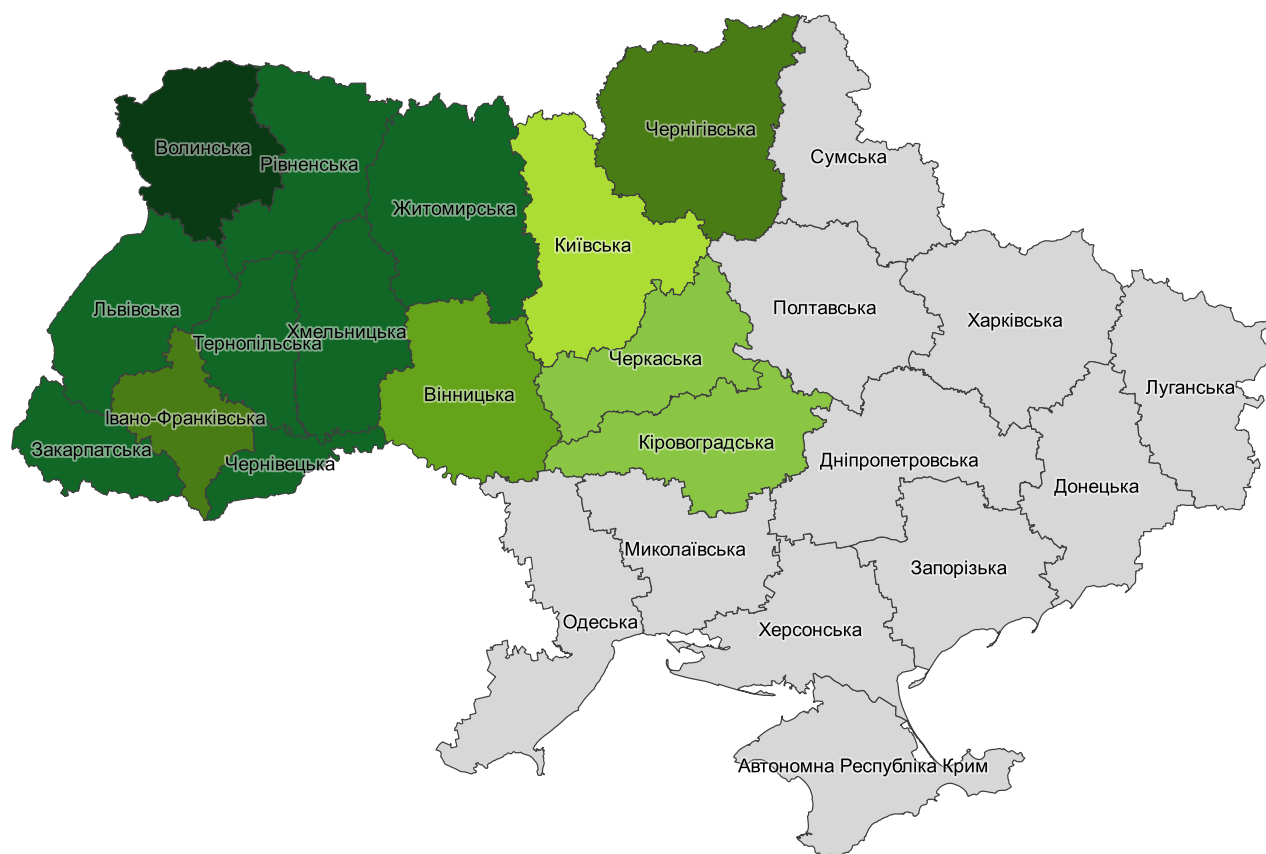 Чернігівська
Волинська
Сумська
Рівненська
Житомирська
Київська
Львівська
Полтавська
Харківська
Хмельницька
Тернопільська
Черкаська
Луганська
Вінницька
Івано-Франківська
Кіровоградська
Закарпатська
Чернівецька
Дніпропетровська
Донецька
Миколаївська
Запорізька
Одеська
Херсонська
Автономна Республіка Крим